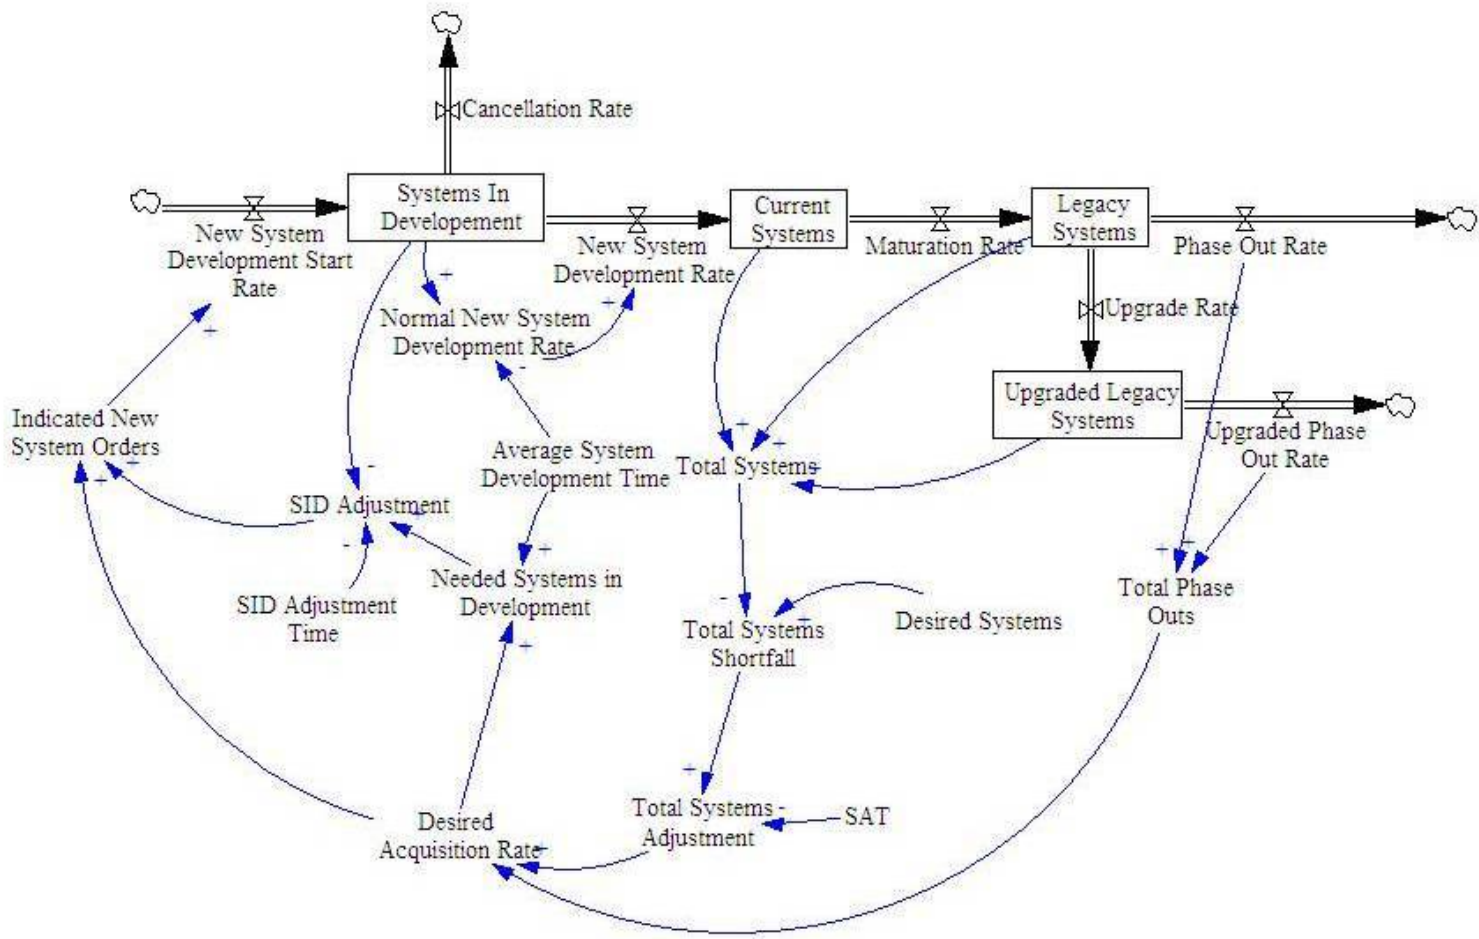 Cancellation Rate
Systems In
Developement
New System
Development Start
Rate
New System
Development Rate
Current
Systems
Maturation Rate
Legacy
Systems
Phase Out Rate
+
+
+
Normal New System
Development Rate
-
Upgrade Rate
Upgraded Legacy
Systems
Upgraded Phase
Out Rate
Indicated New
System Orders
+
+
-
SID Adjustment
+
Average System
Development Time
+
+
Total Systems
+
-
SID Adjustment
Time
+
Needed Systems in
Development
+
-
Total Systems
Shortfall
+
Desired Systems
+
+
Total Phase
Outs
+
Total Systems
Adjustment
-
SAT
Desired
Acquisition Rate
+